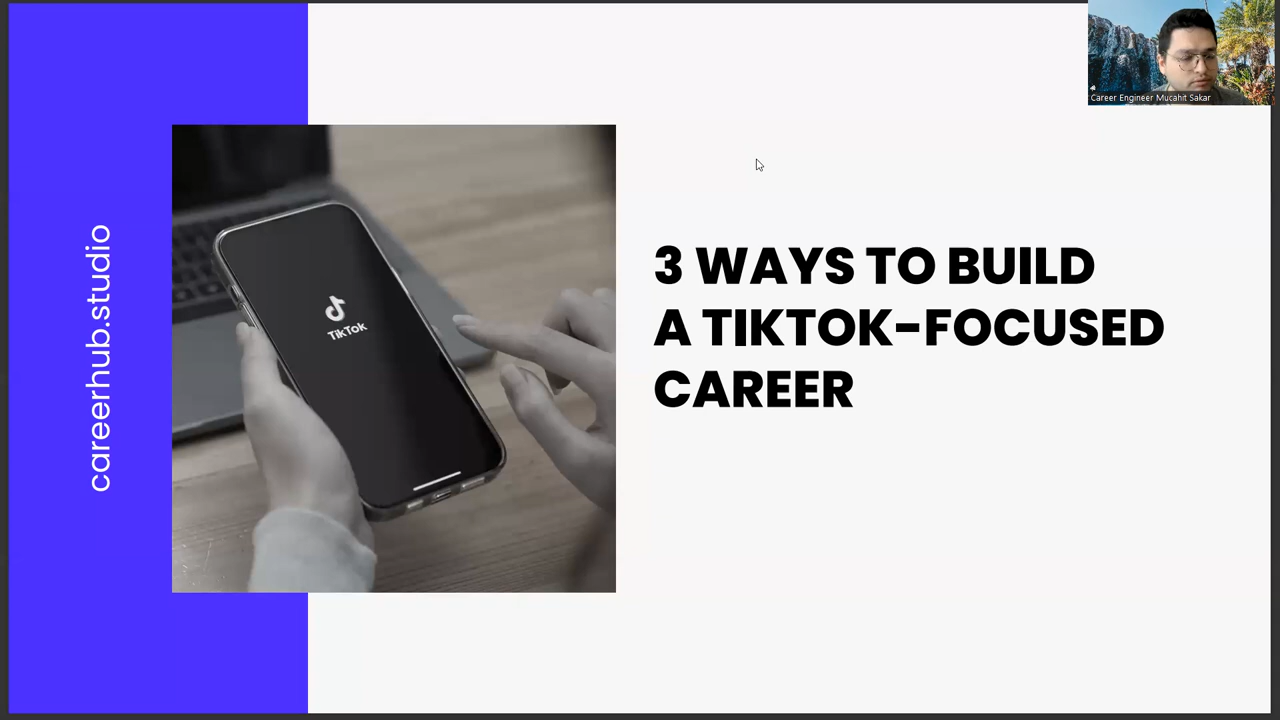 Career Engineer Mucahit Sakar
careerhub.studio
TikTok
3 WAYS TO BUILD
A TIKTOK-FOCUSED
CAREER